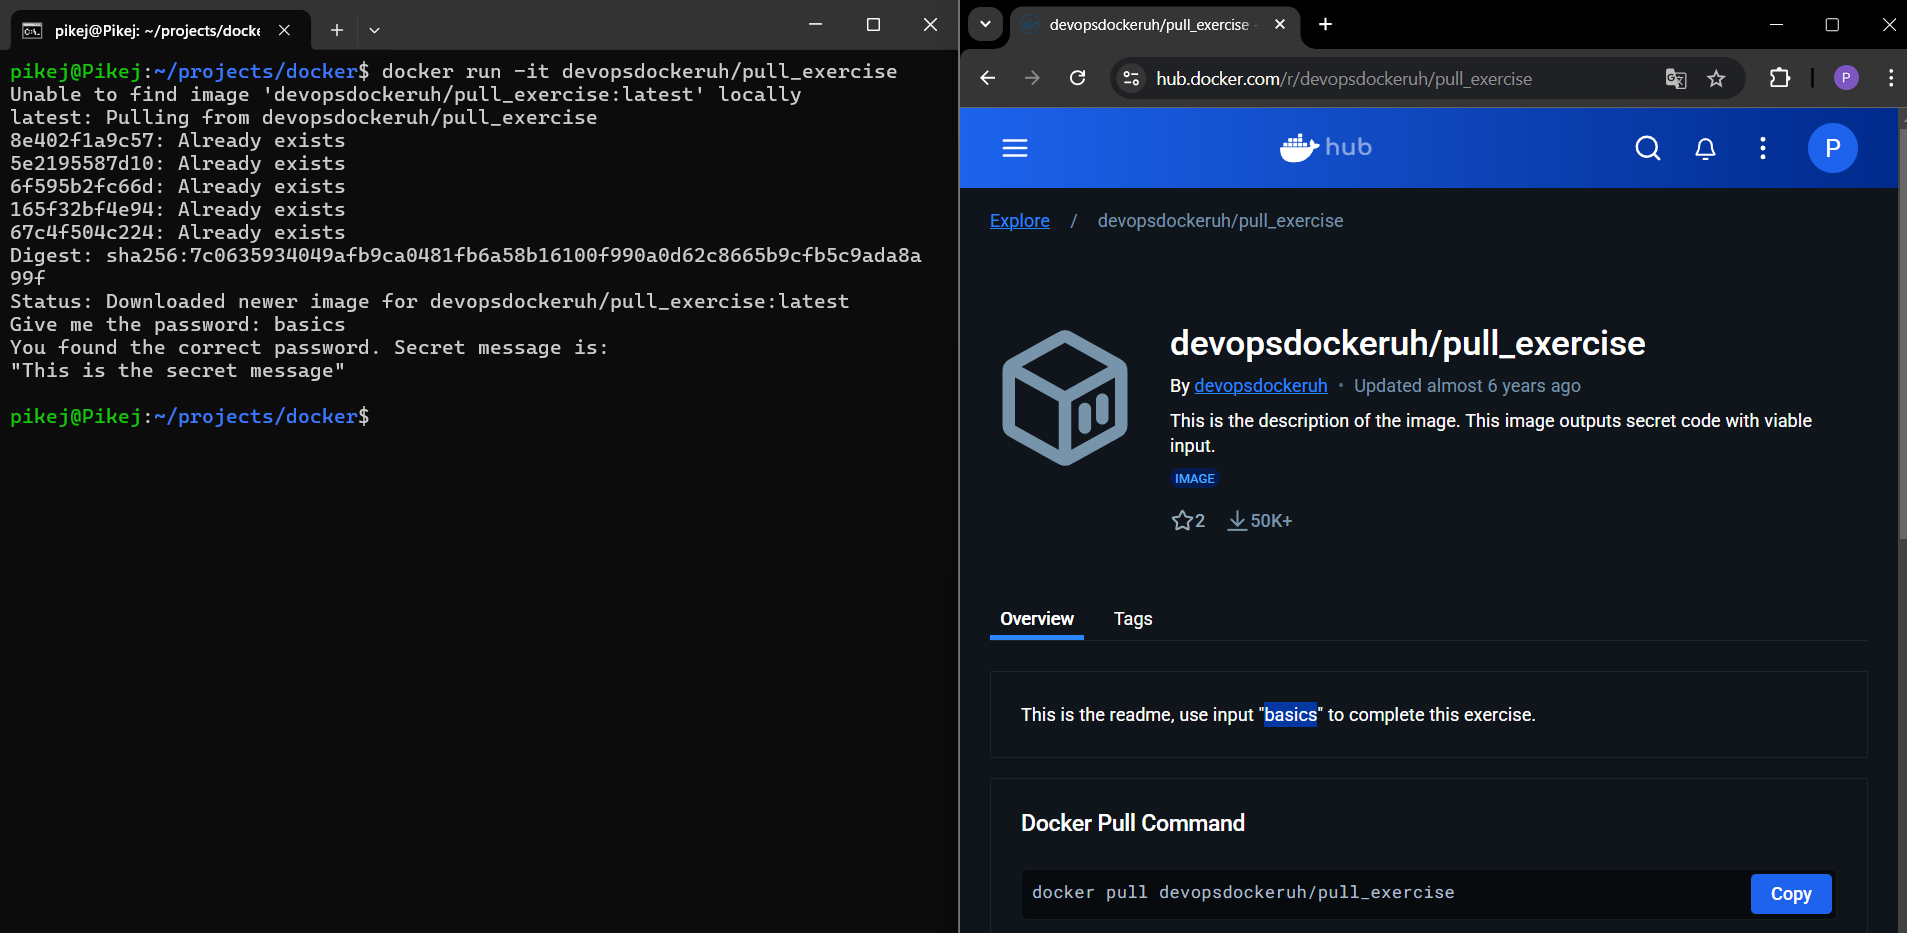 pikej@Pikej: ~/projects/docke
pikej@Pikej:~/projects/docker$ docker run -it devopsdockeruh/pull_exercise
Unable to find image 'devopsdockeruh/pull_exercise:latest' locally
latest: Pulling from devopsdockeruh/pull_exercise
8e402f1a9c57: Already exists
5e2195587d10: Already exists
6f595b2fc66d: Already exists
165f32bf4e94: Already exists
67c4f504c224: Already exists
Digest: sha256:7c0635934049afb9ca0481fb6a58b16100f990a0d62c8665b9cfb5c9ada8a
99f
Status: Downloaded newer image for devopsdockeruh/pull_exercise:latest
Give me the password: basics
You found the correct password. Secret message is:
"This is the secret message"
pikej@Pikej:~/projects/docker$
devopsdockeruh/pull_exercise
hub.docker.com/r/devopsdockeruh/pull_exercise
P
hub
P
Explore / devopsdockeruh/pull_exercise
devopsdockeruh/pull_exercise
By devopsdockeruh • Updated almost 6 years ago
This is the description of the image. This image outputs secret code with viable
input.
IMAGE
2 50K+
Overview Tags
This is the readme, use input "basics" to complete this exercise.
Docker Pull Command
docker pull devopsdockeruh/pull_exercise
Copy